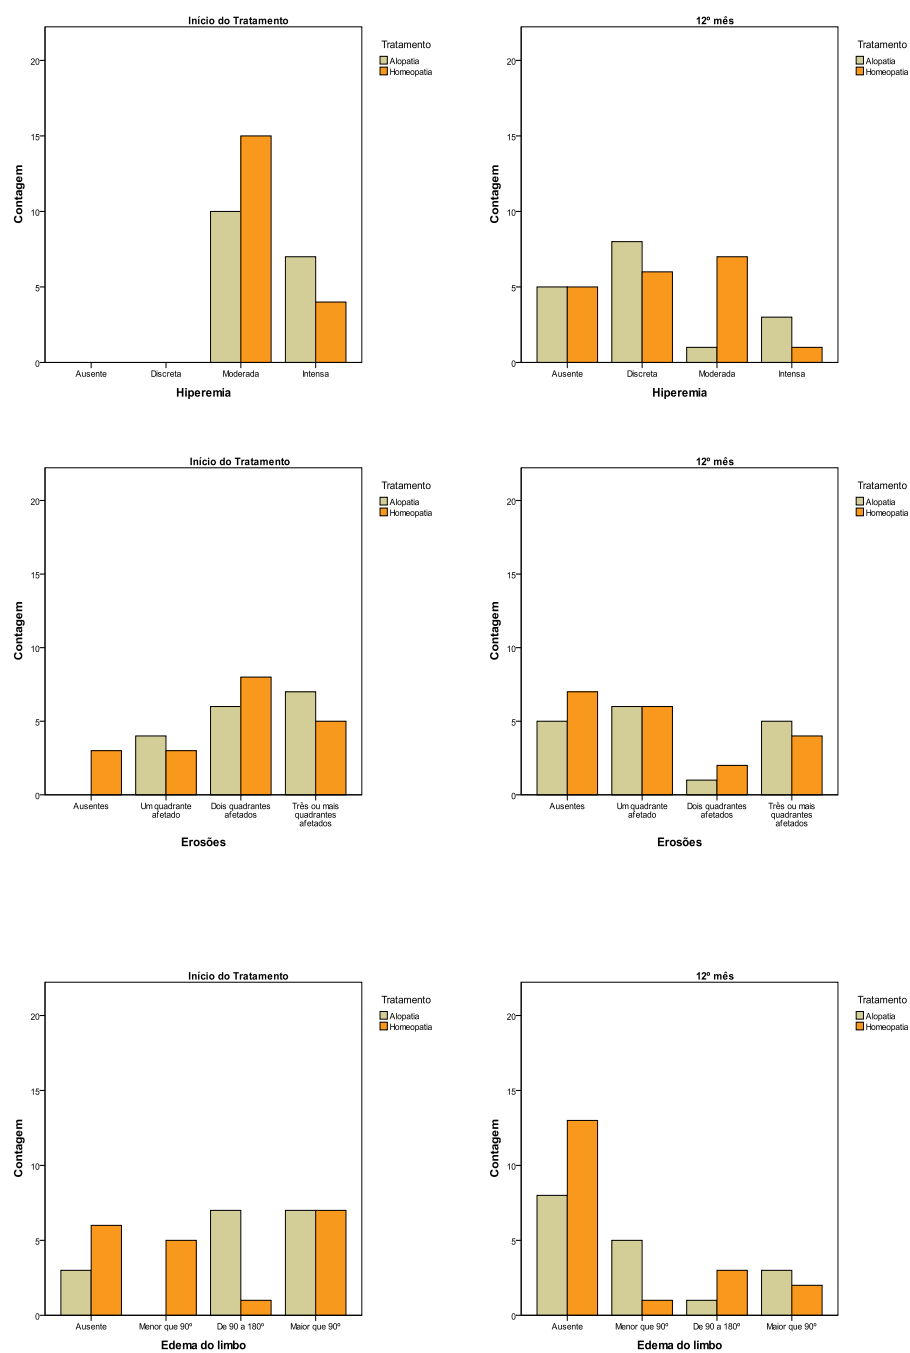 Início do Tratamento
Tratamento
Alopatia
Homeopatia
20
15
10
5
0
Contagem
Ausente Discreta Moderada Intensa
Hiperemia
12º mês
Tratamento
Alopatia
Homeopatia
20
15
10
5
0
Contagem
Ausente Discreta Moderada Intensa
Hiperemia
Início do Tratamento
Tratamento
Alopatia
Homeopatia
20
15
10
5
0
Contagem
Ausentes
Um quadrante
afetado
Dois quadrantes
afetados
Três ou mais
quadrantes
afetados
Erosões
12º mês
Tratamento
Alopatia
Homeopatia
20
15
10
5
0
Contagem
Ausentes
Um quadrante
afetado
Dois quadrantes
afetados
Três ou mais
quadrantes
afetados
Erosões
Início do Tratamento
Tratamento
Alopatia
Homeopatia
20
15
10
5
0
Contagem
Ausente Menor que 90º De 90 a 180º Maior que 90º
Edema do limbo
12º mês
Tratamento
Alopatia
Homeopatia
20
15
10
5
0
Contagem
Ausente Menor que 90º De 90 a 180º Maior que 90º
Edema do limbo